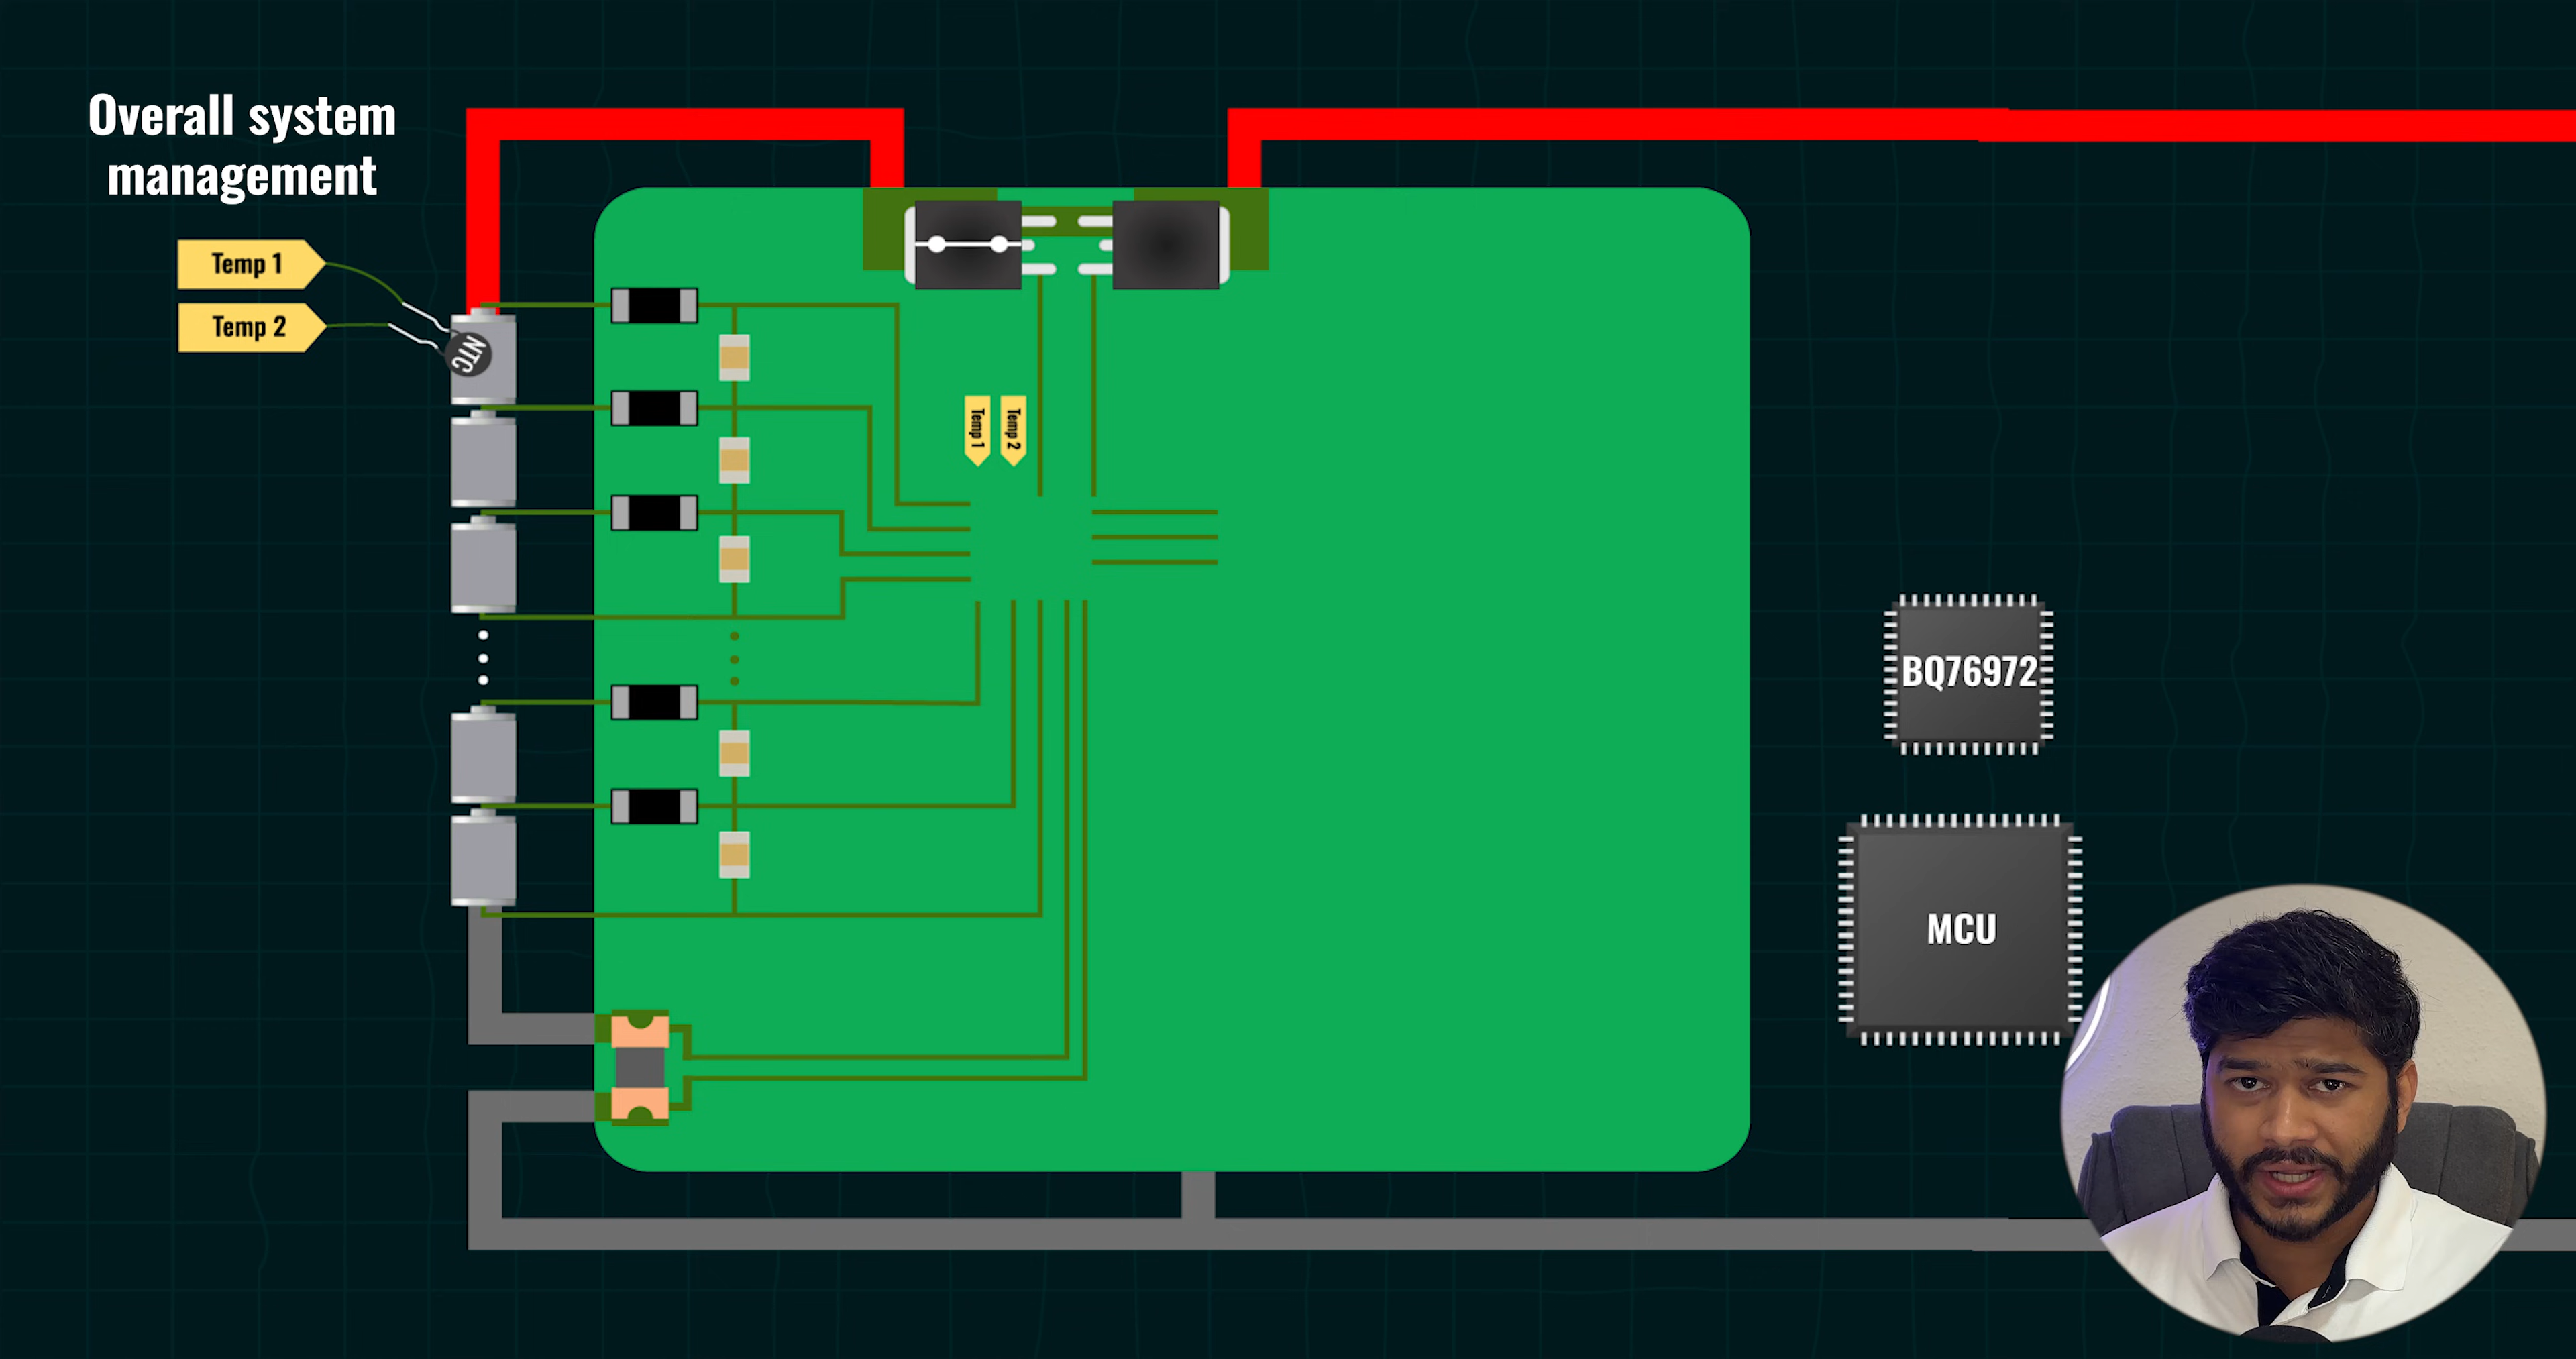 Overall system
management
Temp 1
Temp 2
NTC
Temp 1
Temp 2
BQ76972
MCU